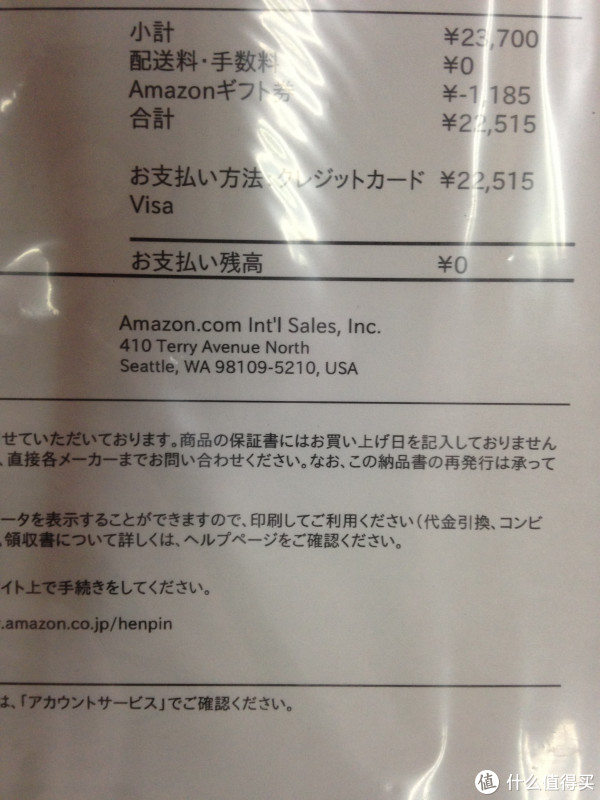 小計 ¥23,700
配送料・手数料 ¥0
Amazonギフト券 ¥-1,185
合計 ¥22,515
お支払い方法:クレジットカード ¥22,515
Visa
お支払い残高 ¥0
Amazon.com Int'l Sales, Inc.
410 Terry Avenue North
Seattle, WA 98109-5210, USA
せていただいております。商品の保証書にはお買い上げ日を記入しておりません
、直接各メーカーまでお問い合わせください。なお、この納品書の再発行は承って
ータを表示することができますので、印刷してご利用ください(代金引換、コンビ
。領収書について詳しくは、ヘルプページをご確認ください。
イト上で手続きをしてください。
.amazon.co.jp/henpin
は、「アカウントサービス」でご確認ください。
值 什么值得买